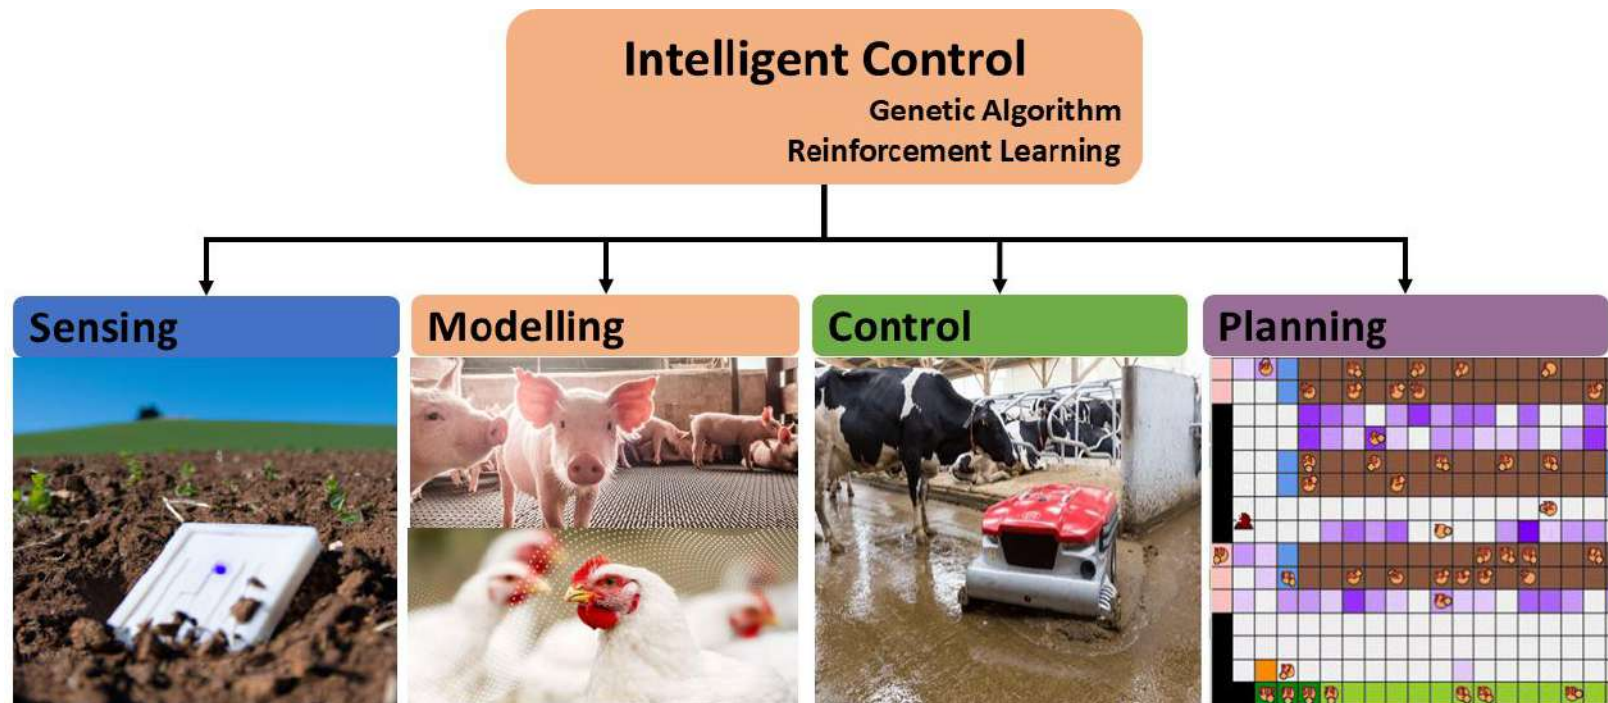 Intelligent Control
Genetic Algorithm
Reinforcement Learning
Sensing
Modelling
Control
Planning